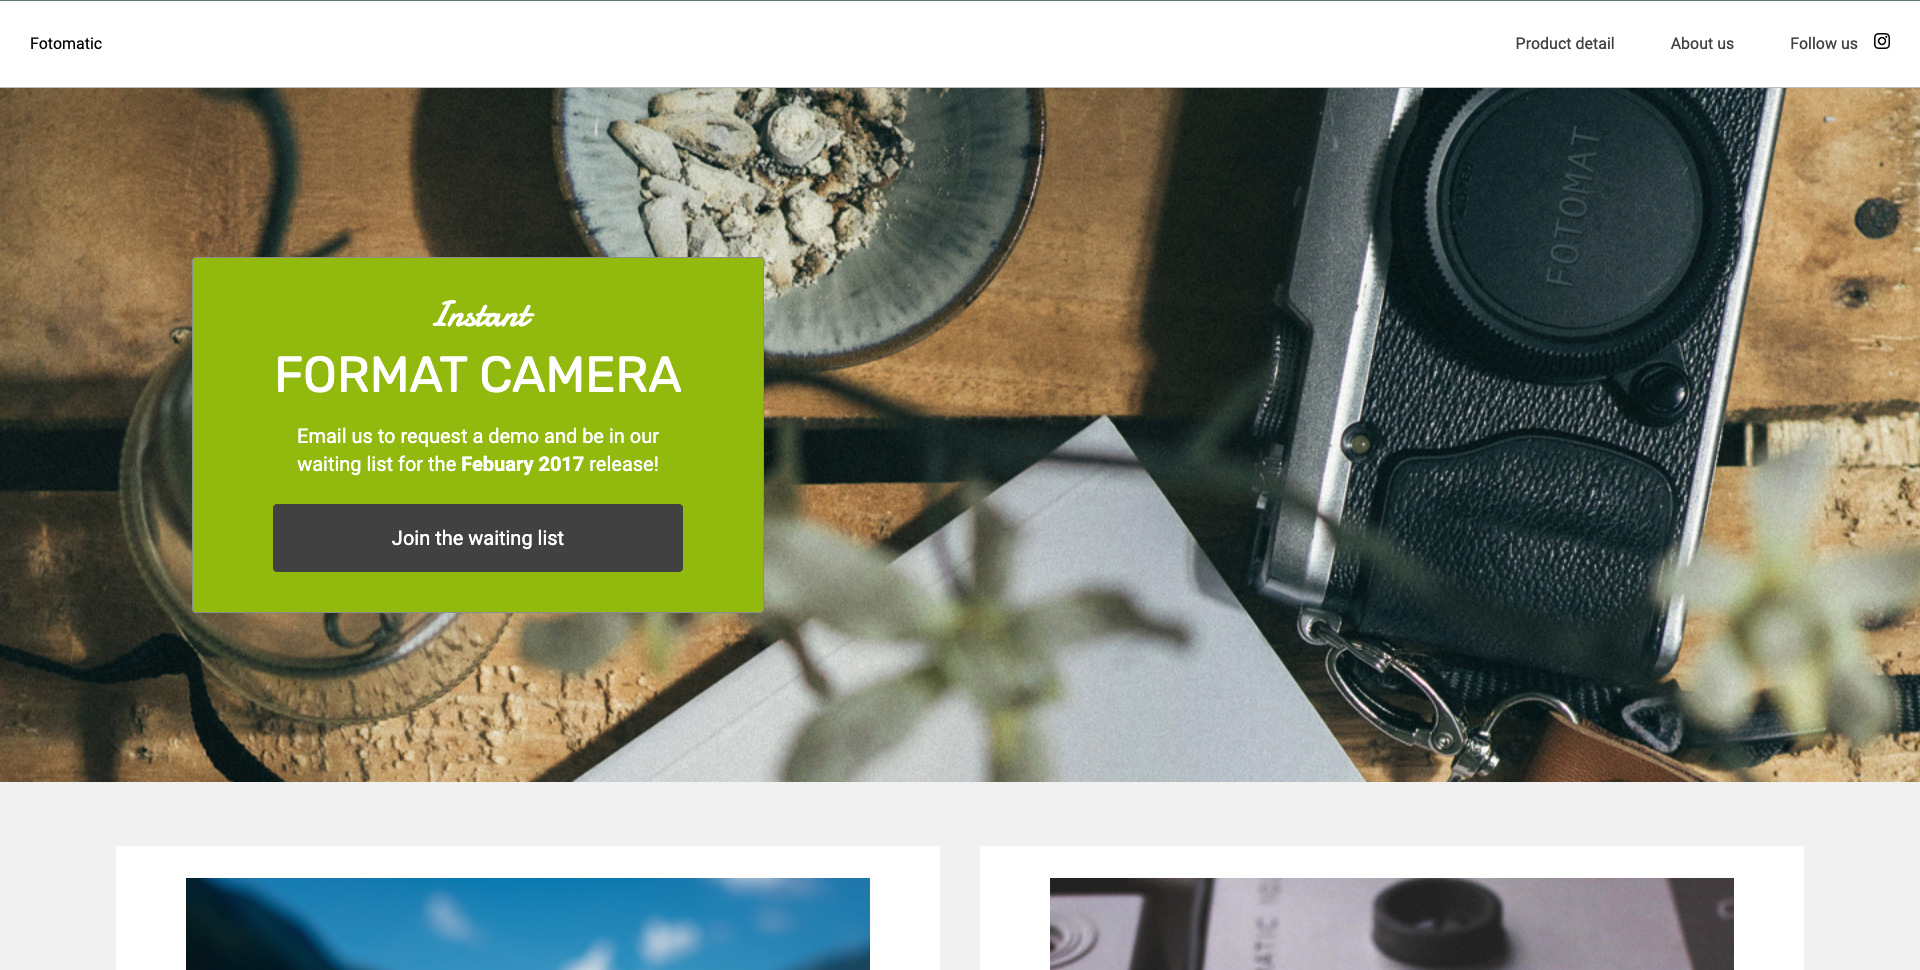 Fotomatic
Product detail
About us
Follow us
FOTOMAT
Instant
FORMAT CAMERA
Email us to request a demo and be in our
waiting list for the Febuary 2017 release!
Join the waiting list